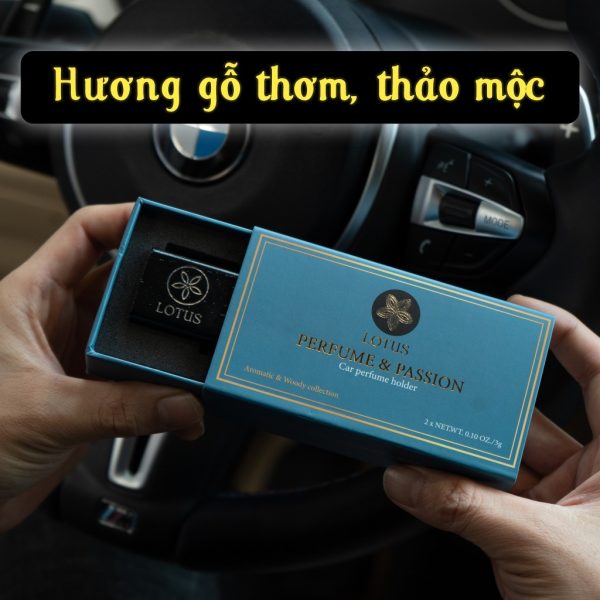 Hương gỗ thơm, thảo mộc
MODE
LOTUS
LOTUS
PERFUME & PASSION
Car perfume holder
Aromatic & Woody collection
2 x NET.WT. 0.10 OZ./3g